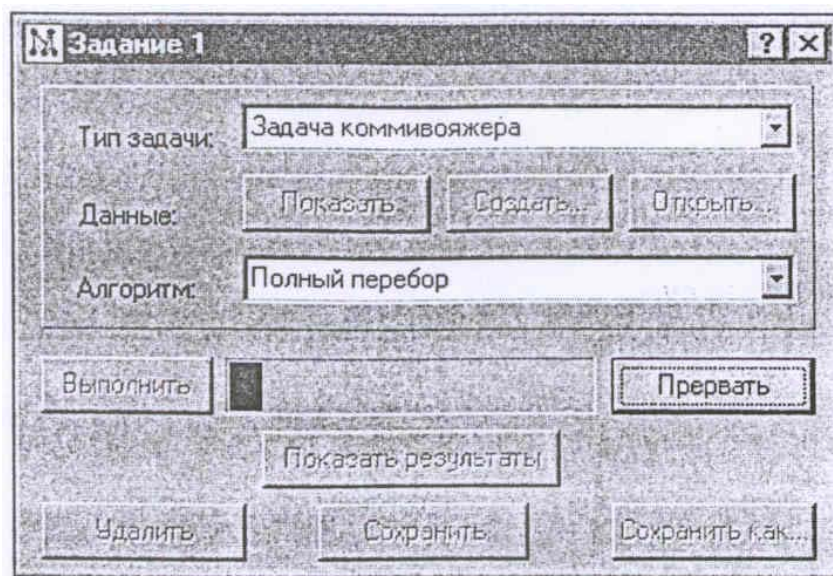 Задание 1 ? ×
Тип задачи: Задача коммивояжера
Данные: Показать Создать... Открыть...
Алгоритм: Полный перебор
Выполнить Прервать
Показать результаты
Удалить Сохранить Сохранить как...